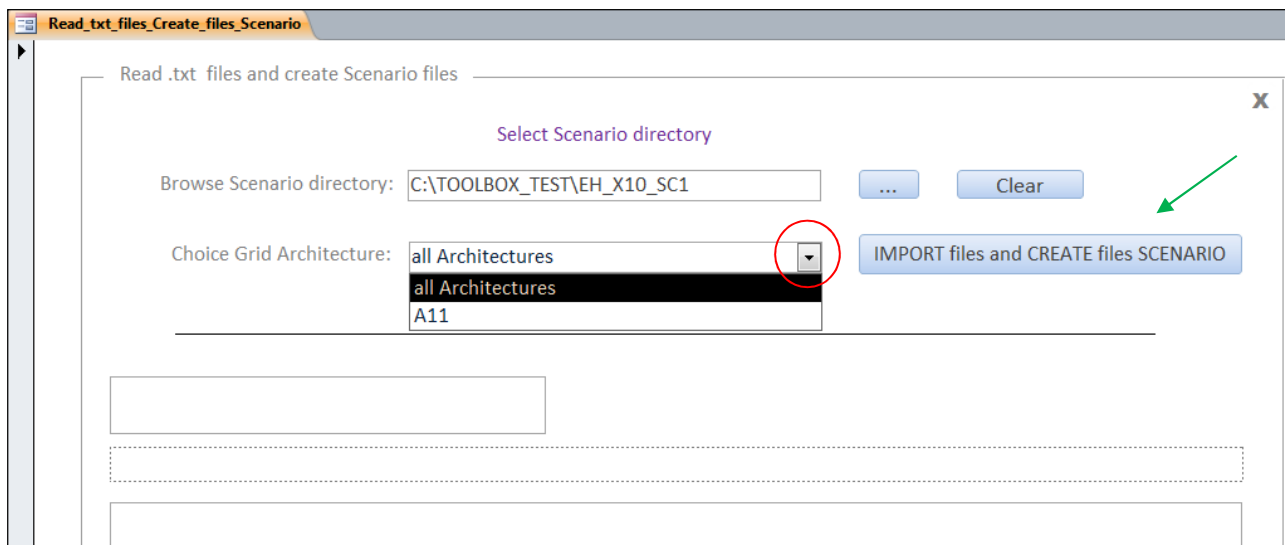 Read_txt_files_Create_files_Scenario
Read .txt files and create Scenario files
X
Select Scenario directory
Browse Scenario directory: C:\TOOLBOX_TEST\EH_X10_SC1 ... Clear
Choice Grid Architecture: all Architectures IMPORT files and CREATE files SCENARIO
all Architectures
A11